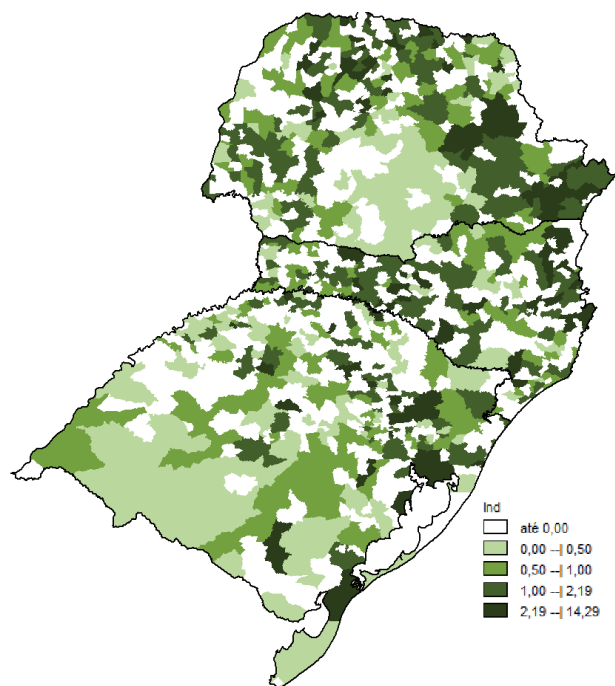 Ind
até 0,00
0,00 --| 0,50
0,50 --| 1,00
1,00 --| 2,19
2,19 --| 14,29